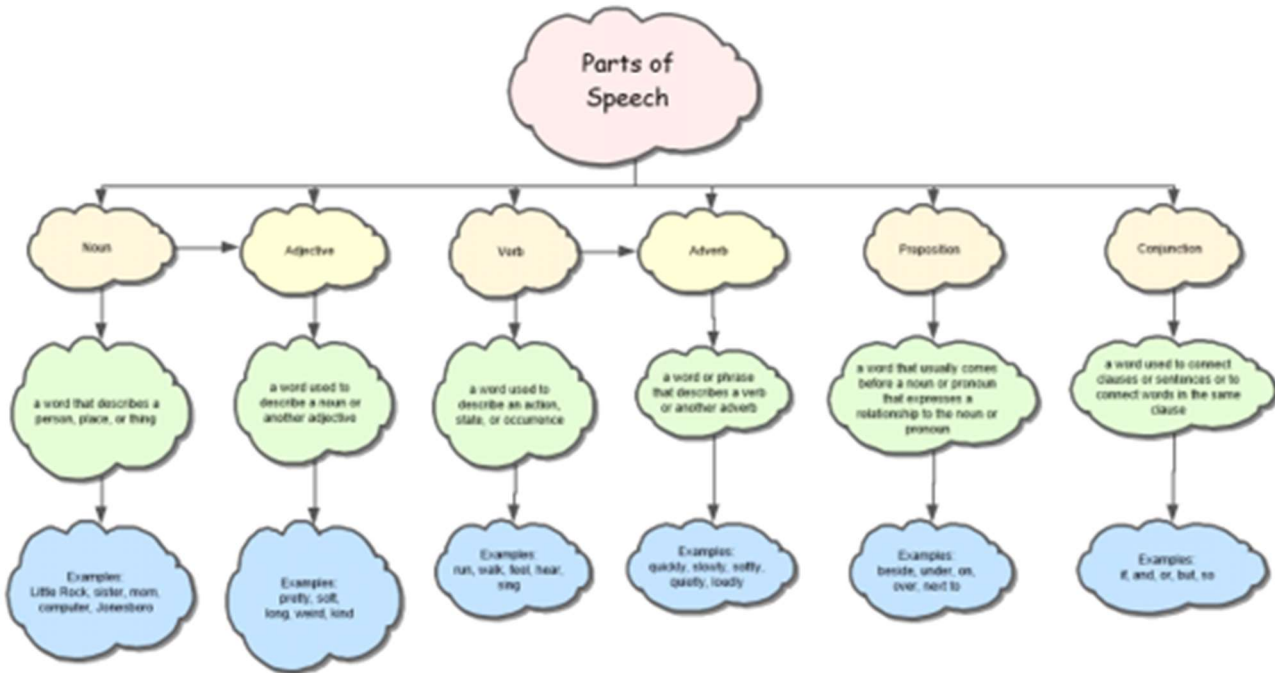 Parts of
Speech
Noun
Adjective
Verb
Adverb
Proposition
Conjunction
a word that describes a
person, place, or thing
a word used to
describe a noun or
another adjective
a word used to
describe an action,
state, or occurrence
a word or phrase
that describes a verb
or another adverb
a word that usually comes
before a noun or pronoun
that expresses a
relationship to the noun or
pronoun
a word used to connect
clauses or sentences or to
connect words in the same
clause
Examples:
Little Rock, sister, mom,
computer, Jonesboro
Examples:
pretty, soft,
long, weird, kind
Examples:
run, walk, feel, hear,
sing
Examples:
quickly, slowly, softly,
quietly, loudly
Examples:
beside, under, on,
over, next to
Examples:
if, and, or, but, so